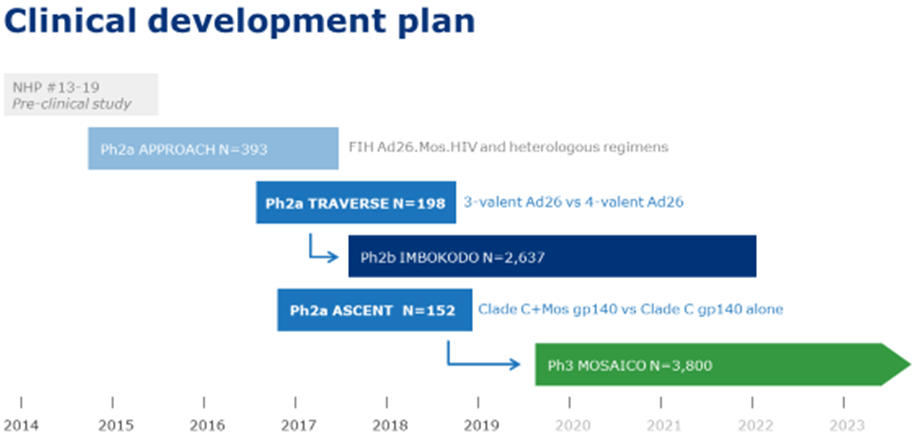 Clinical development plan
NHP #13-19
Pre-clinical study
Ph2a APPROACH N=393
FIH Ad26.Mos.HIV and heterologous regimens
Ph2a TRAVERSE N=198
3-valent Ad26 vs 4-valent Ad26
Ph2b IMBOKODO N=2,637
Ph2a ASCENT N=152
Clade C+Mos gp140 vs Clade C gp140 alone
Ph3 MOSAICO N=3,800
2014 2015 2016 2017 2018 2019 2020 2021 2022 2023